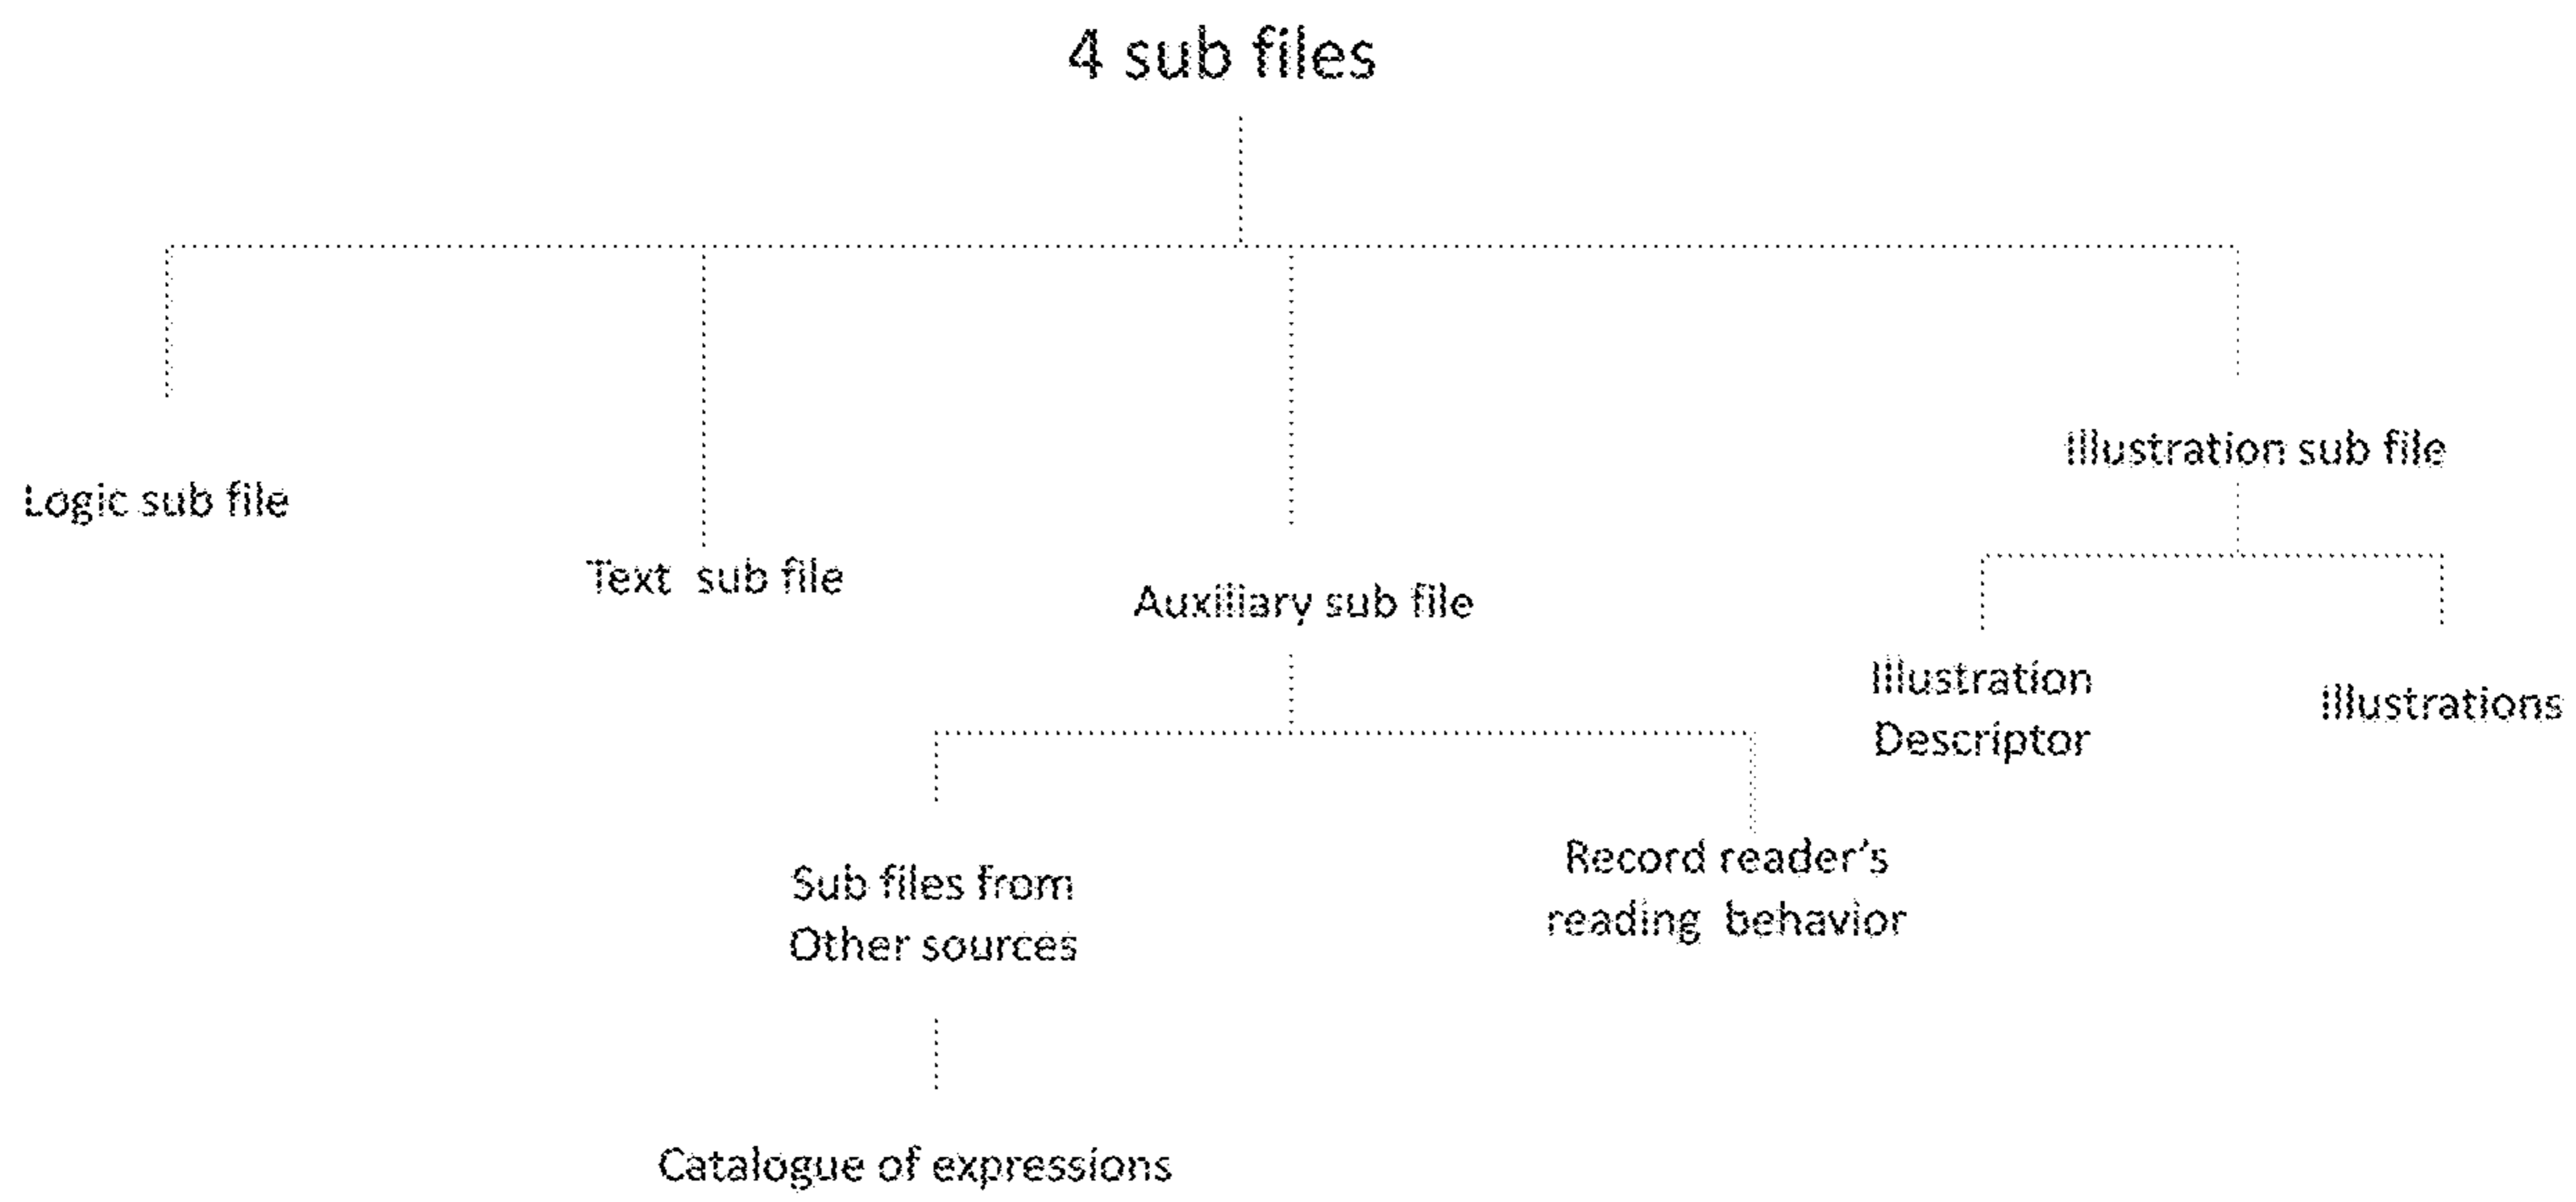 4 sub files
Illustration sub file
Logic sub file
Text sub file
Auxiliary sub file
Illustration
Descriptor
Illustrations
Record reader's
reading behavior
Sub files from
Other sources
Catalogue of expressions